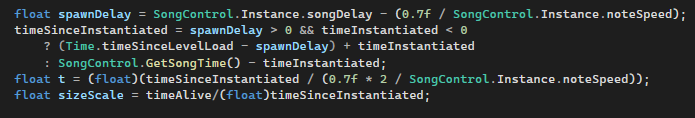 float spawnDelay = SongControl.Instance.songDelay - (0.7f / SongControl.Instance.noteSpeed);
timeSinceInstantiated = spawnDelay > 0 && timeInstantiated < 0
? (Time.timeSinceLevelLoad - spawnDelay) + timeInstantiated
: SongControl.GetSongTime() - timeInstantiated;
float t = (float)(timeSinceInstantiated / (0.7f * 2 / SongControl.Instance.noteSpeed));
float sizeScale = timeAlive/(float)timeSinceInstantiated;